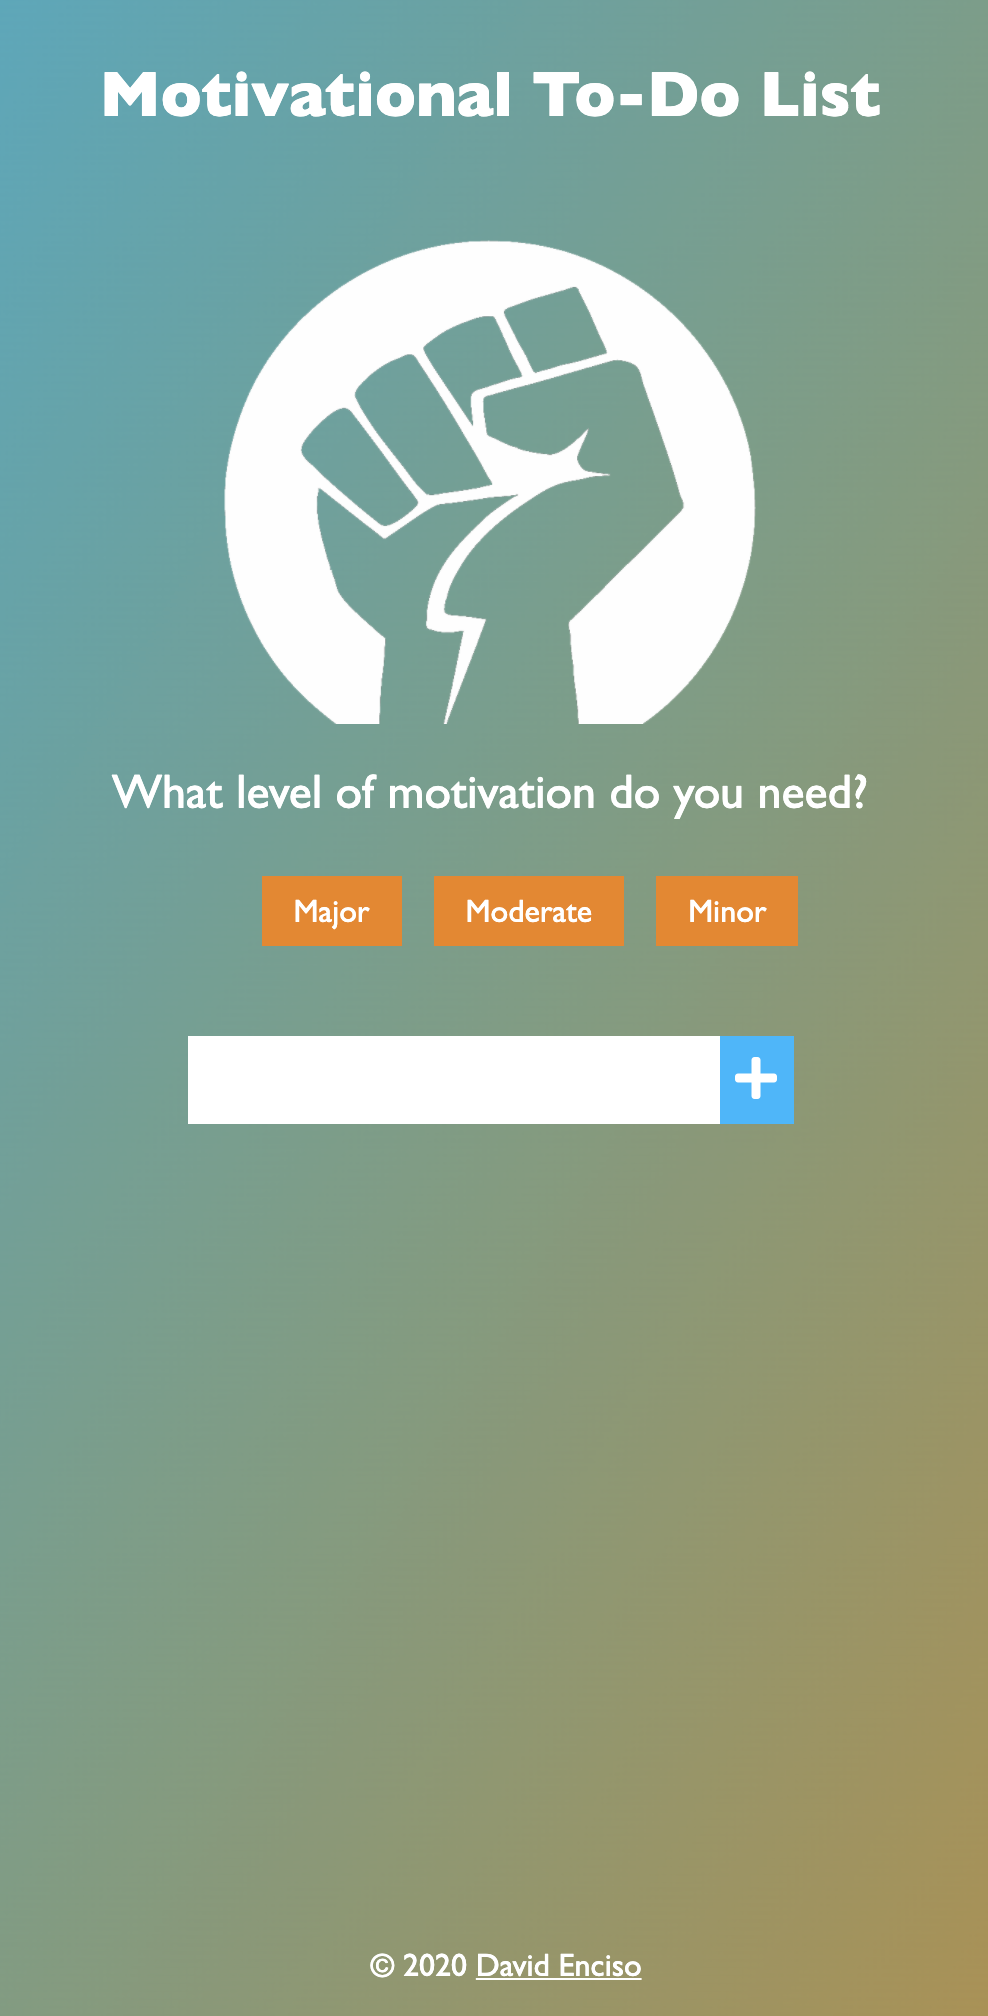 Motivational To-Do List
What level of motivation do you need?
Major Moderate Minor
© 2020 David Enciso